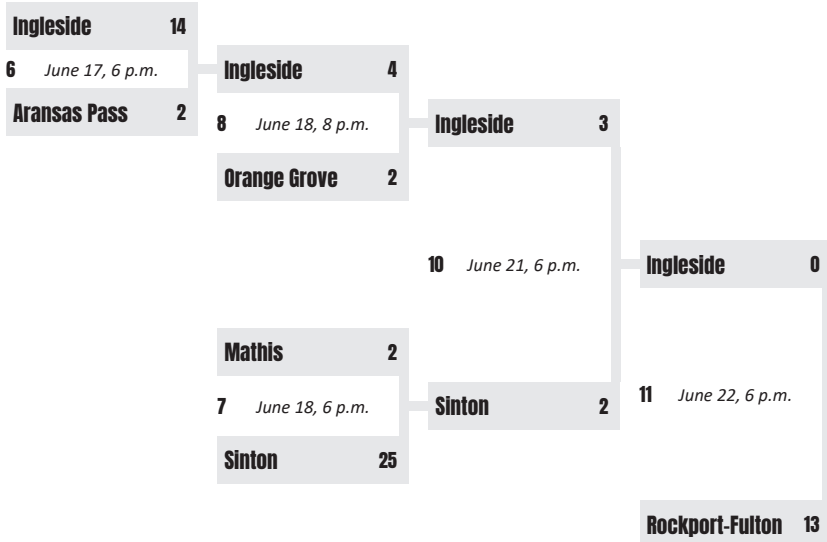 Ingleside 14
6 June 17, 6 p.m.
Aransas Pass 2
Ingleside 4
8 June 18, 8 p.m.
Orange Grove 2
Mathis 2
7 June 18, 6 p.m.
Sinton 25
Ingleside 3
10 June 21, 6 p.m.
Sinton 2
Ingleside 0
11 June 22, 6 p.m.
Rockport-Fulton 13